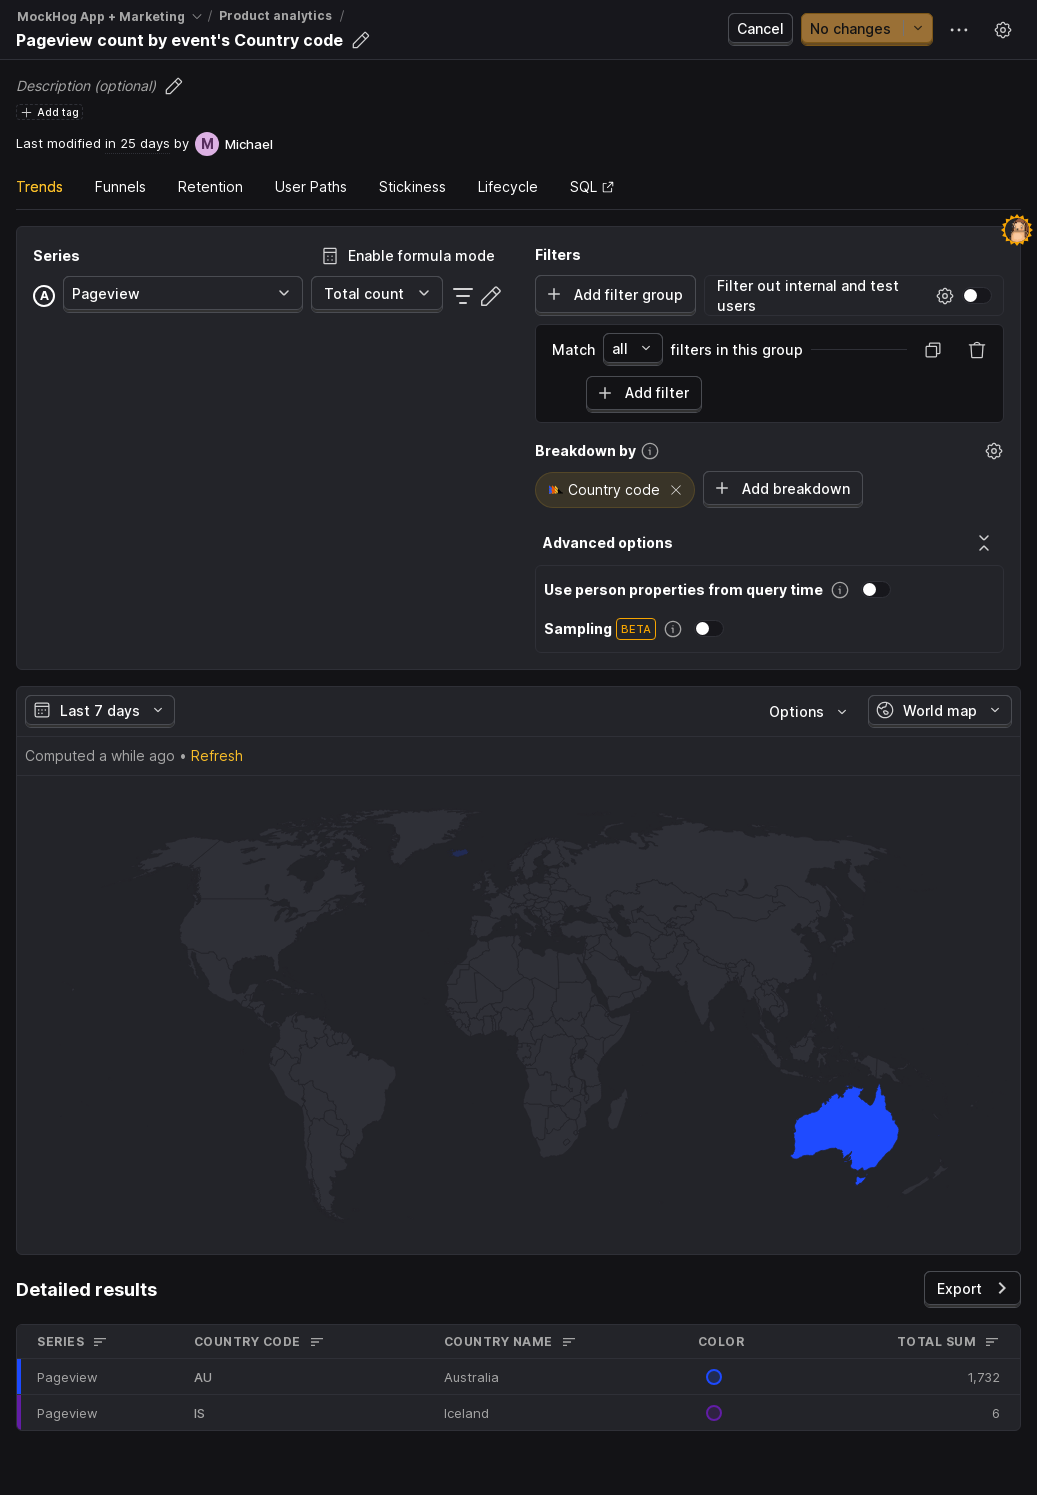 MockHog App + Marketing / Product analytics /
Pageview count by event's Country code
Cancel
No changes
Description (optional)
Add tag
Last modified in 25 days by M Michael
Trends Funnels Retention User Paths Stickiness Lifecycle SQL
Series
Enable formula mode
A Pageview Total count
Filters
Add filter group
Filter out internal and test
users
Match all filters in this group
Add filter
Breakdown by
Country code
Add breakdown
Advanced options
Use person properties from query time
Sampling BETA
Last 7 days
Options
World map
Computed a while ago • Refresh
Detailed results
Export
SERIES COUNTRY CODE COUNTRY NAME COLOR TOTAL SUM
Pageview AU Australia 1,732
Pageview IS Iceland 6